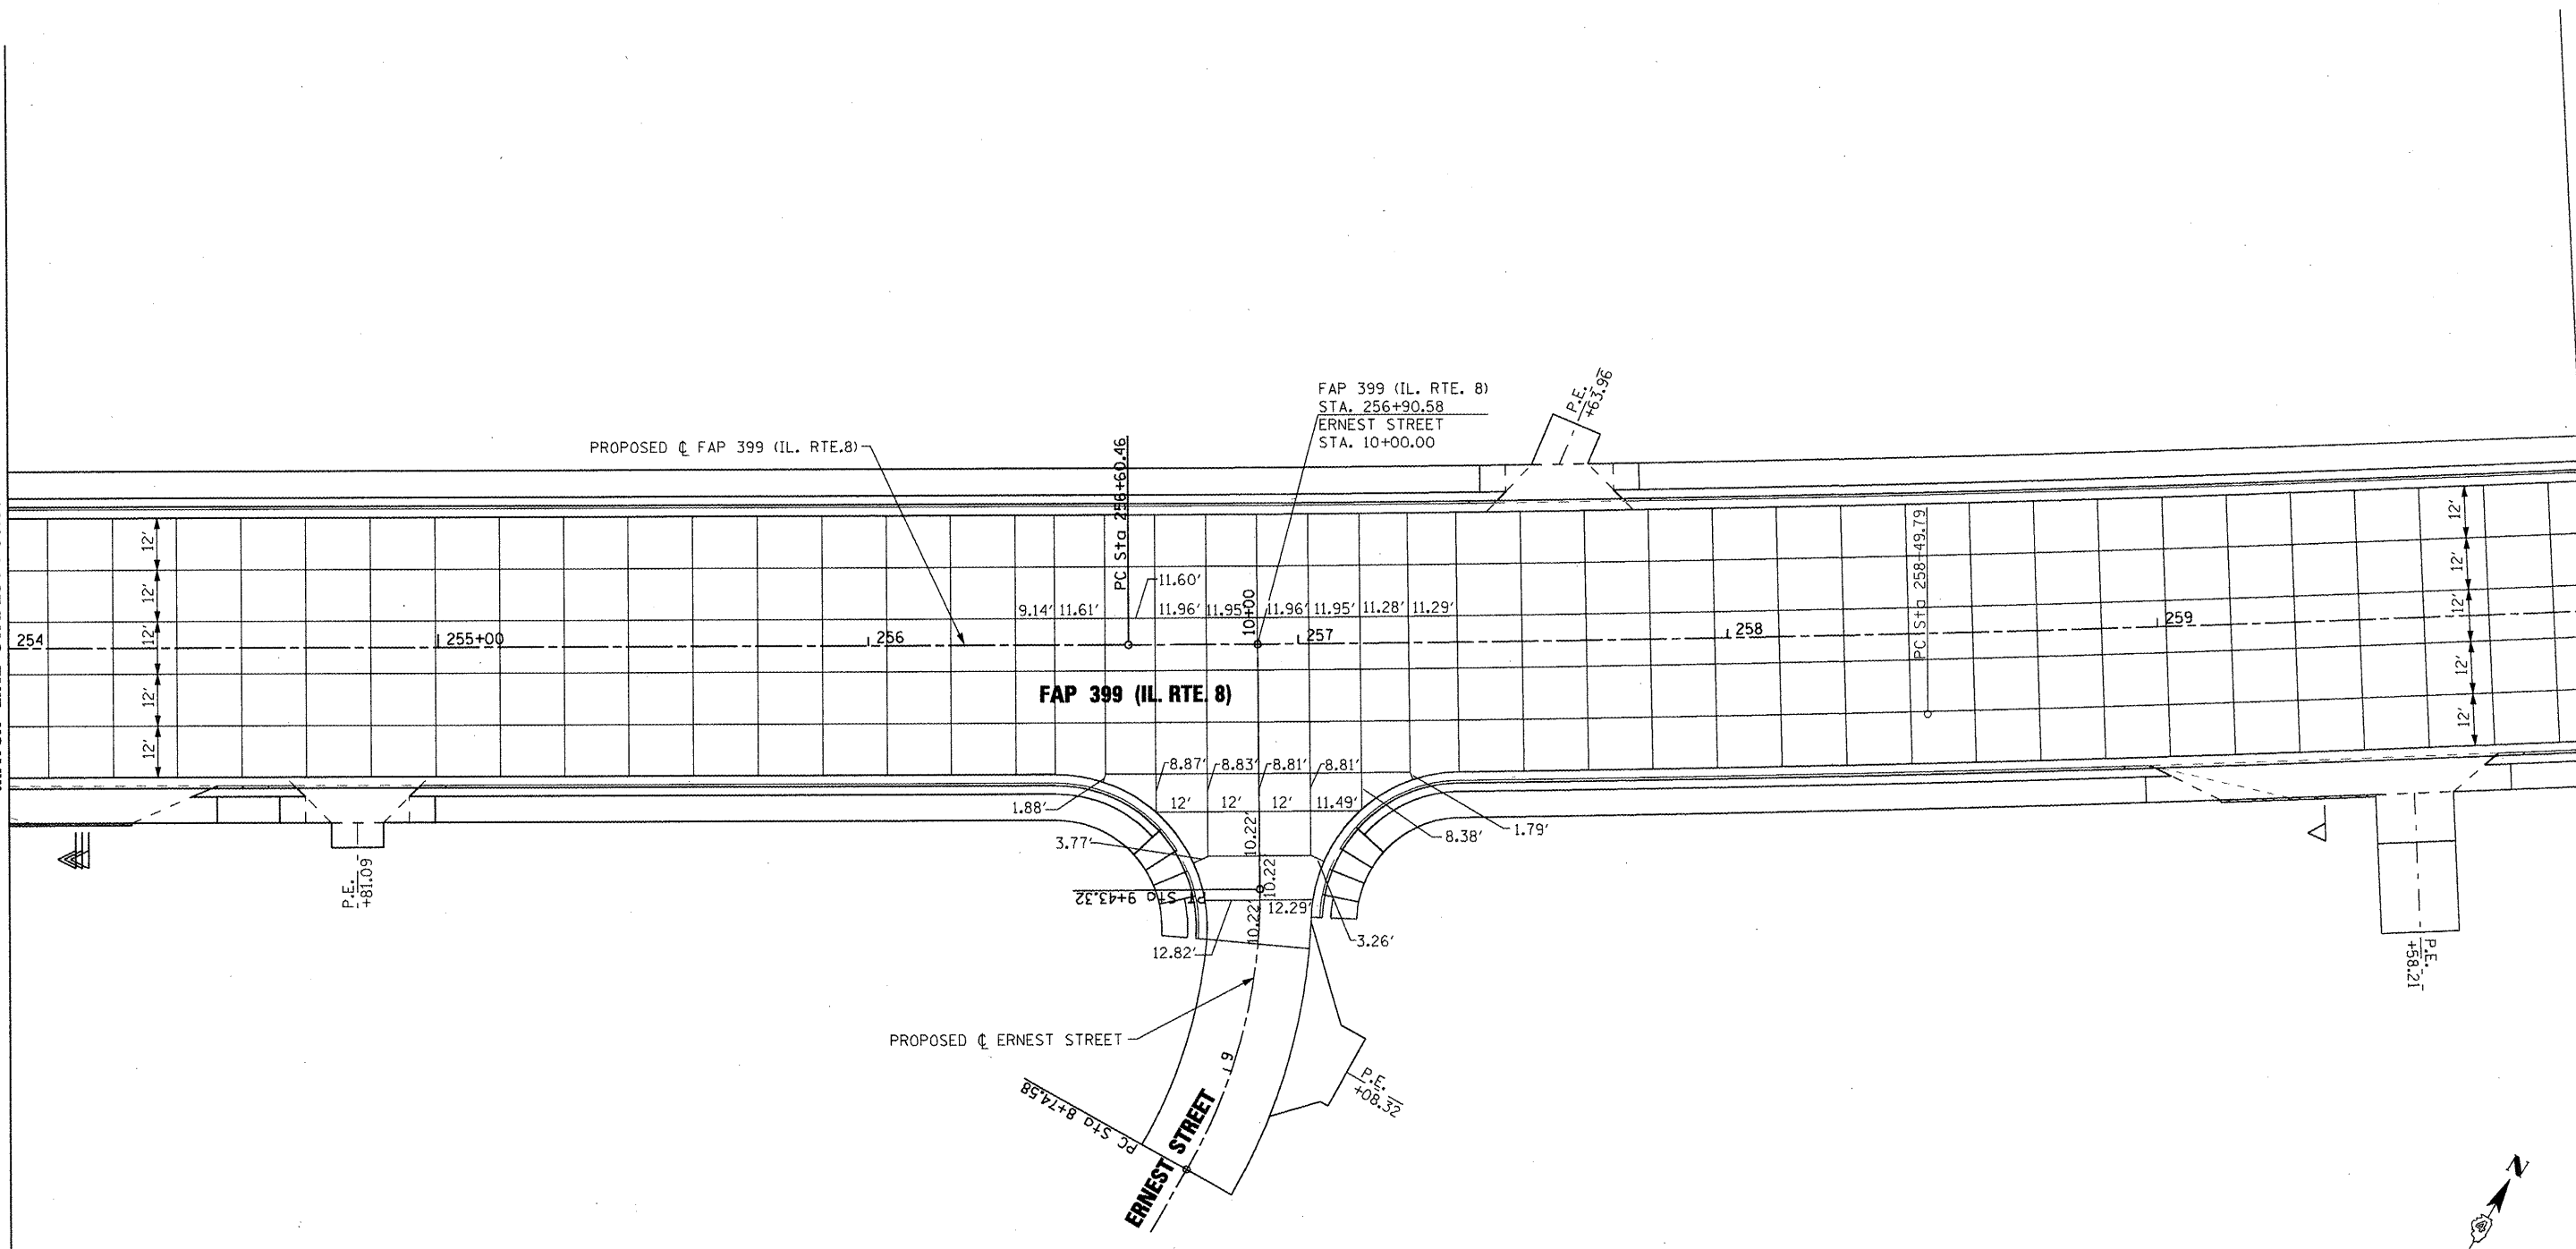 FAP 399 (IL. RTE. 8)
STA. 256+90.58
ERNEST STREET
STA. 10+00.00
P.E.
+63.96
PROPOSED ℄ FAP 399 (IL. RTE.8)
PC Sta 256+60.46
12'
12'
12'
12'
12'
11.60'
9.14' 11.61' 11.96' 11.95' 11.96' 11.95' 11.28' 11.29'
10+00
254
255+00
256
257
258
259
PC Sta 258+49.79
12'
12'
12'
12'
12'
FAP 399 (IL. RTE. 8)
8.87' 8.83' 8.81' 8.81'
12' 12' 12' 11.49'
1.88'
1.79'
8.38'
3.77'
10.22'
10.22
10.22'
PT Sta 9+43.32
12.29'
12.82'
3.26'
P.E.
+81.09
P.E.
+58.21
PROPOSED ℄ ERNEST STREET
9
P.E.
+08.32
PC Sta 8+74.58
ERNEST STREET
N